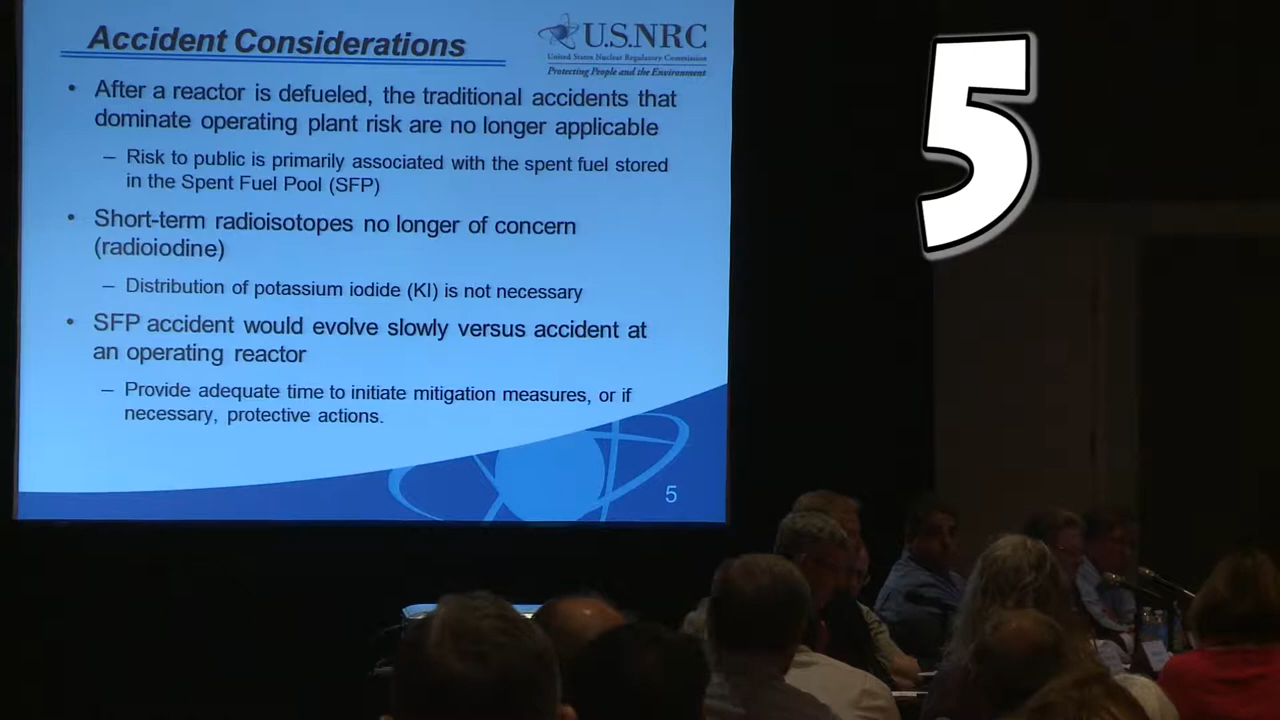 Accident Considerations
U.S.NRC
United States Nuclear Regulatory Commission
Protecting People and the Environment
• After a reactor is defueled, the traditional accidents that
dominate operating plant risk are no longer applicable
– Risk to public is primarily associated with the spent fuel stored
in the Spent Fuel Pool (SFP)
• Short-term radioisotopes no longer of concern
(radioiodine)
– Distribution of potassium iodide (KI) is not necessary
• SFP accident would evolve slowly versus accident at
an operating reactor
– Provide adequate time to initiate mitigation measures, or if
necessary, protective actions.
5
5